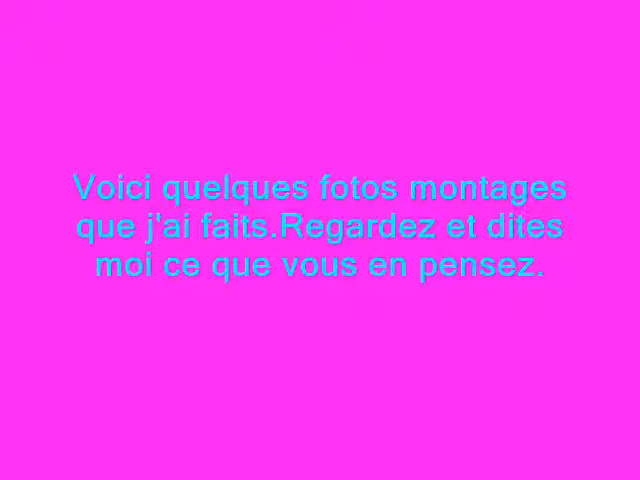 Voici quelques fotos montages
que j'ai faits.Regardez et dites
moi ce que vous en pensez.